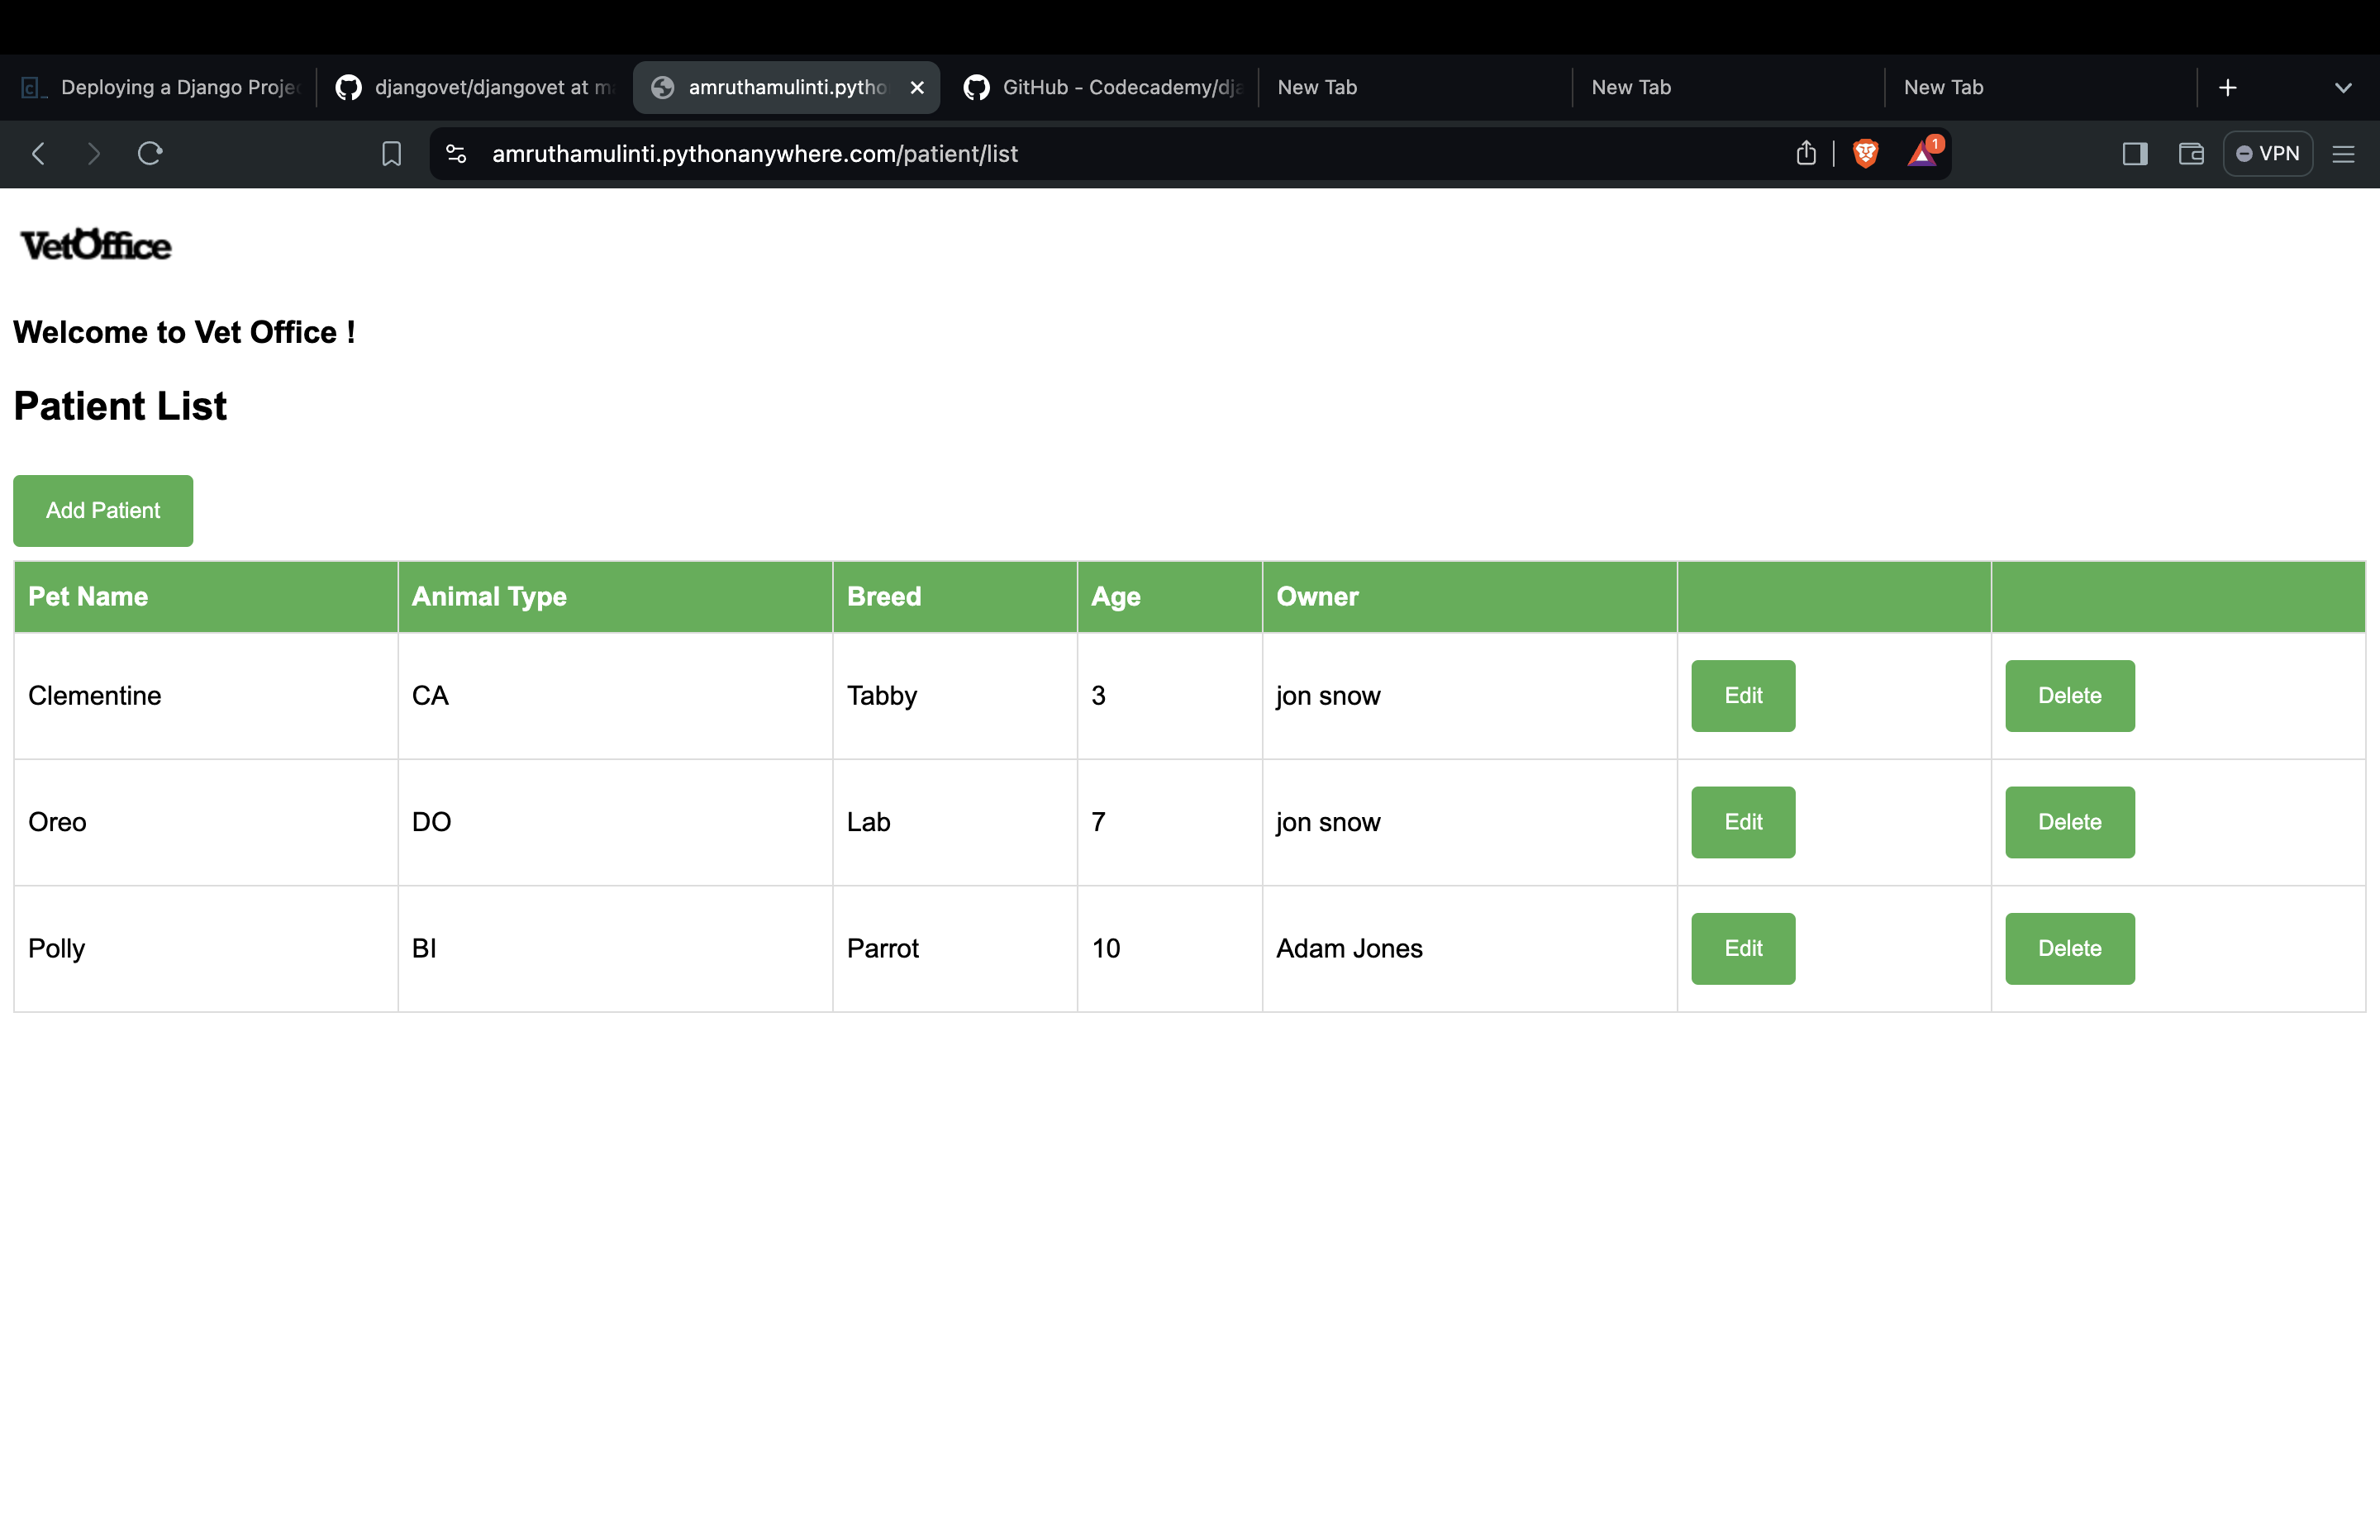 Deploying a Django Projec
djangovet/djangovet at m
amruthamulinti.pytho
GitHub - Codecademy/dja
New Tab
New Tab
New Tab
amruthamulinti.pythonanywhere.com/patient/list
1
VPN
VetOffice
Welcome to Vet Office !
Patient List
Add Patient
Pet Name Animal Type Breed Age Owner
Clementine CA Tabby 3 jon snow Edit Delete
Oreo DO Lab 7 jon snow Edit Delete
Polly BI Parrot 10 Adam Jones Edit Delete